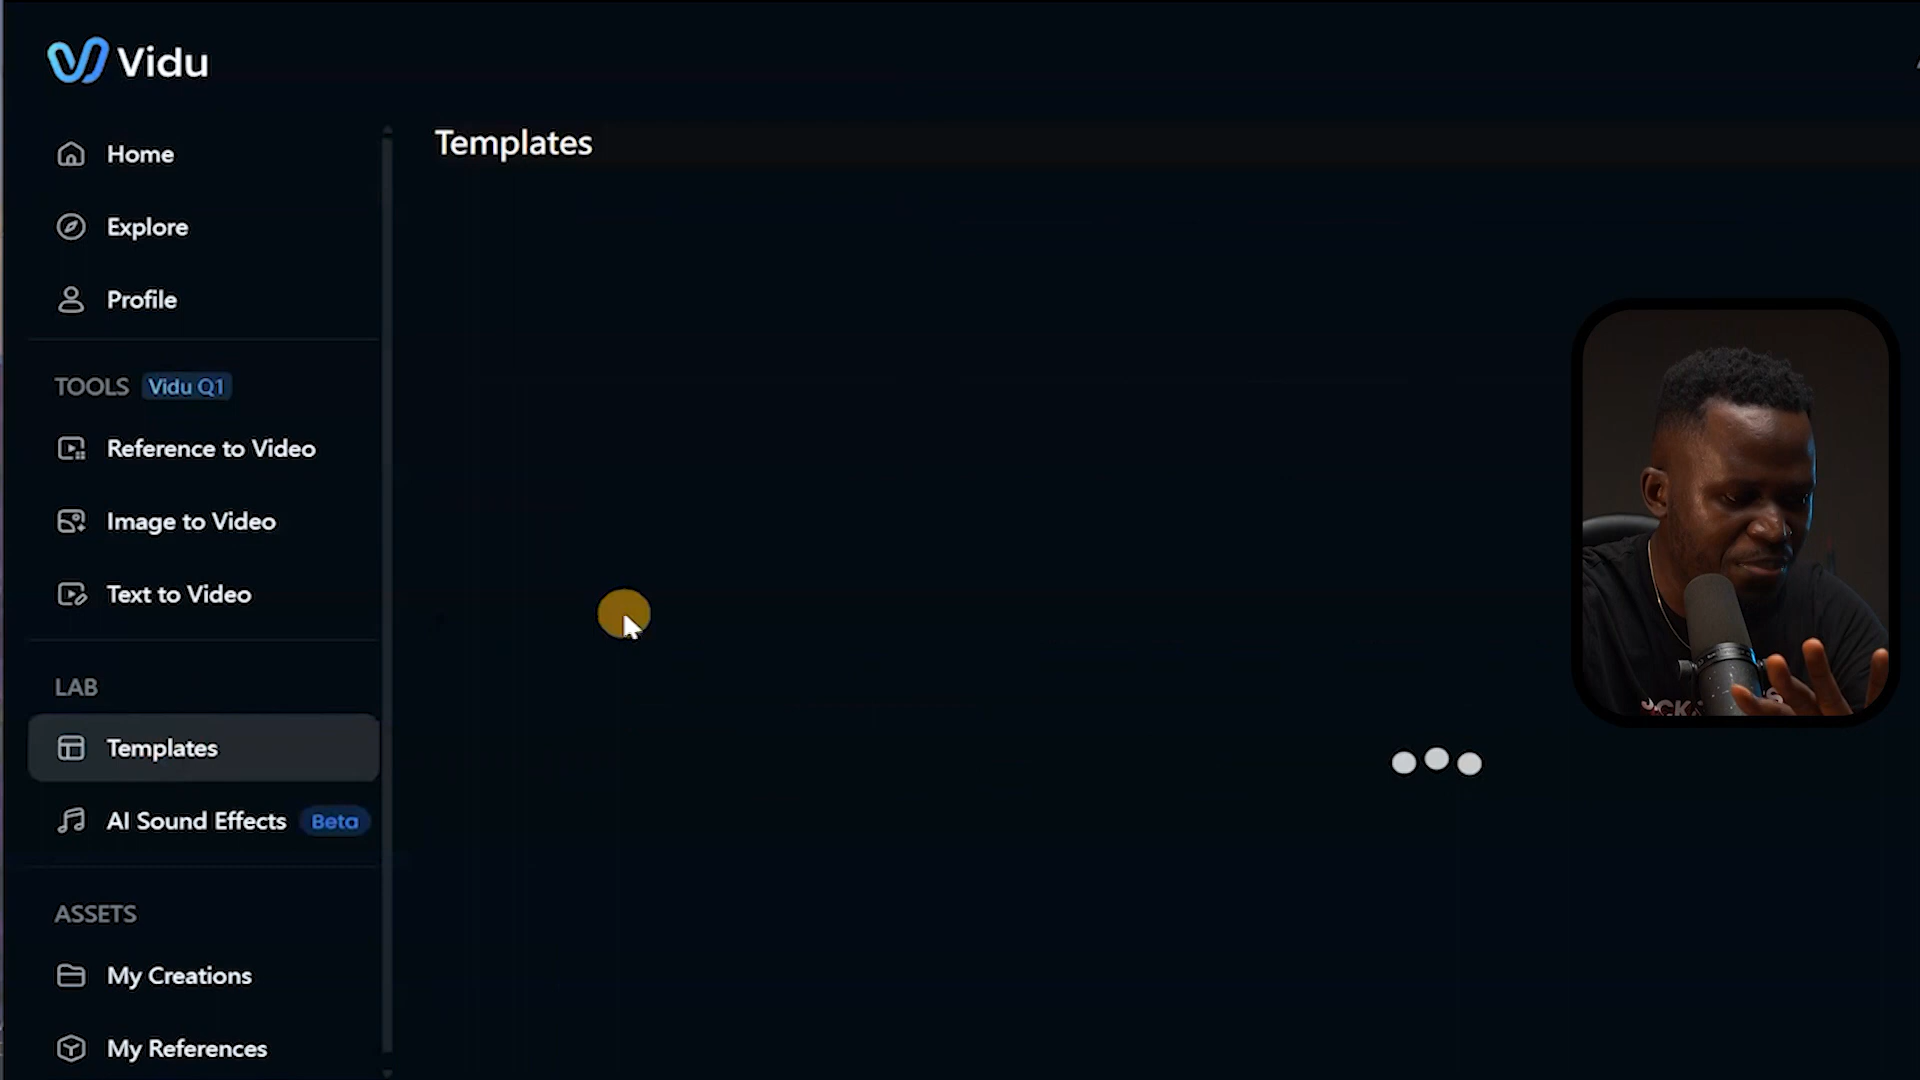 Vidu
Home
Explore
Profile
TOOLS Vidu Q1
Reference to Video
Image to Video
Text to Video
LAB
Templates
AI Sound Effects Beta
ASSETS
My Creations
My References
Templates